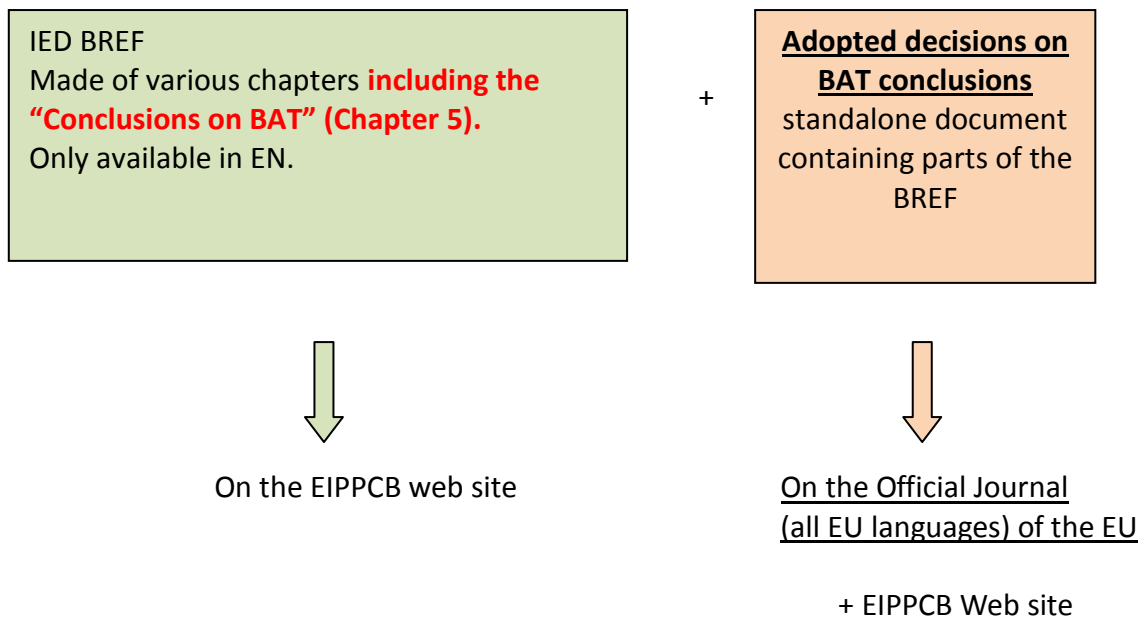 IED BREF
Made of various chapters including the
“Conclusions on BAT” (Chapter 5).
Only available in EN.
+
Adopted decisions on
BAT conclusions
standalone document
containing parts of the
BREF
On the EIPPCB web site
On the Official Journal
(all EU languages) of the EU
+ EIPPCB Web site